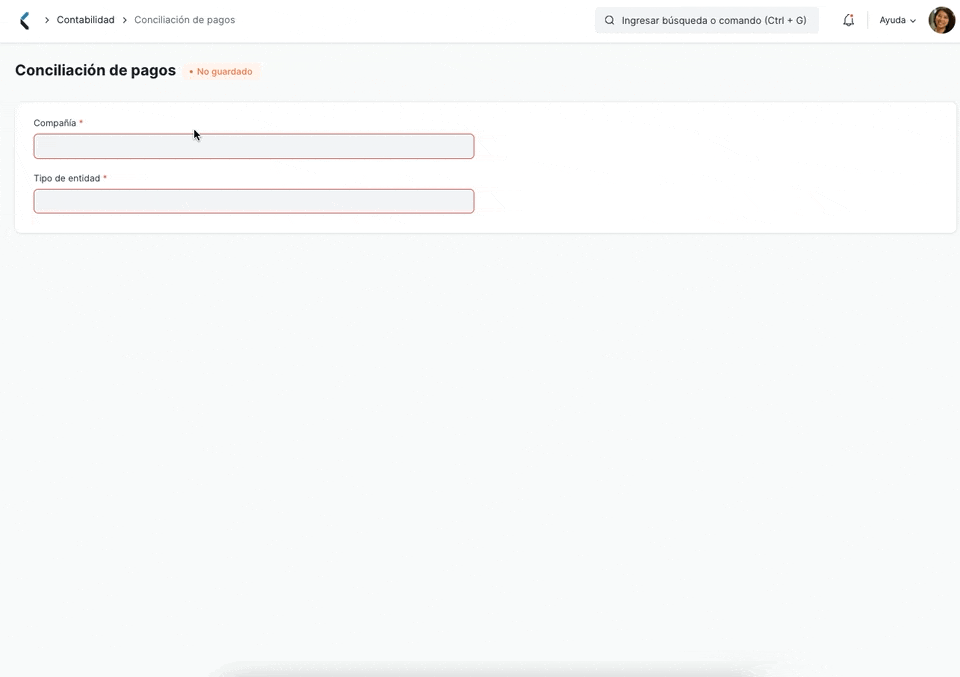 Contabilidad Conciliación de pagos Ingresar búsqueda o comando (Ctrl + G) Ayuda
Conciliación de pagos • No guardado
Compañía *
Tipo de entidad *